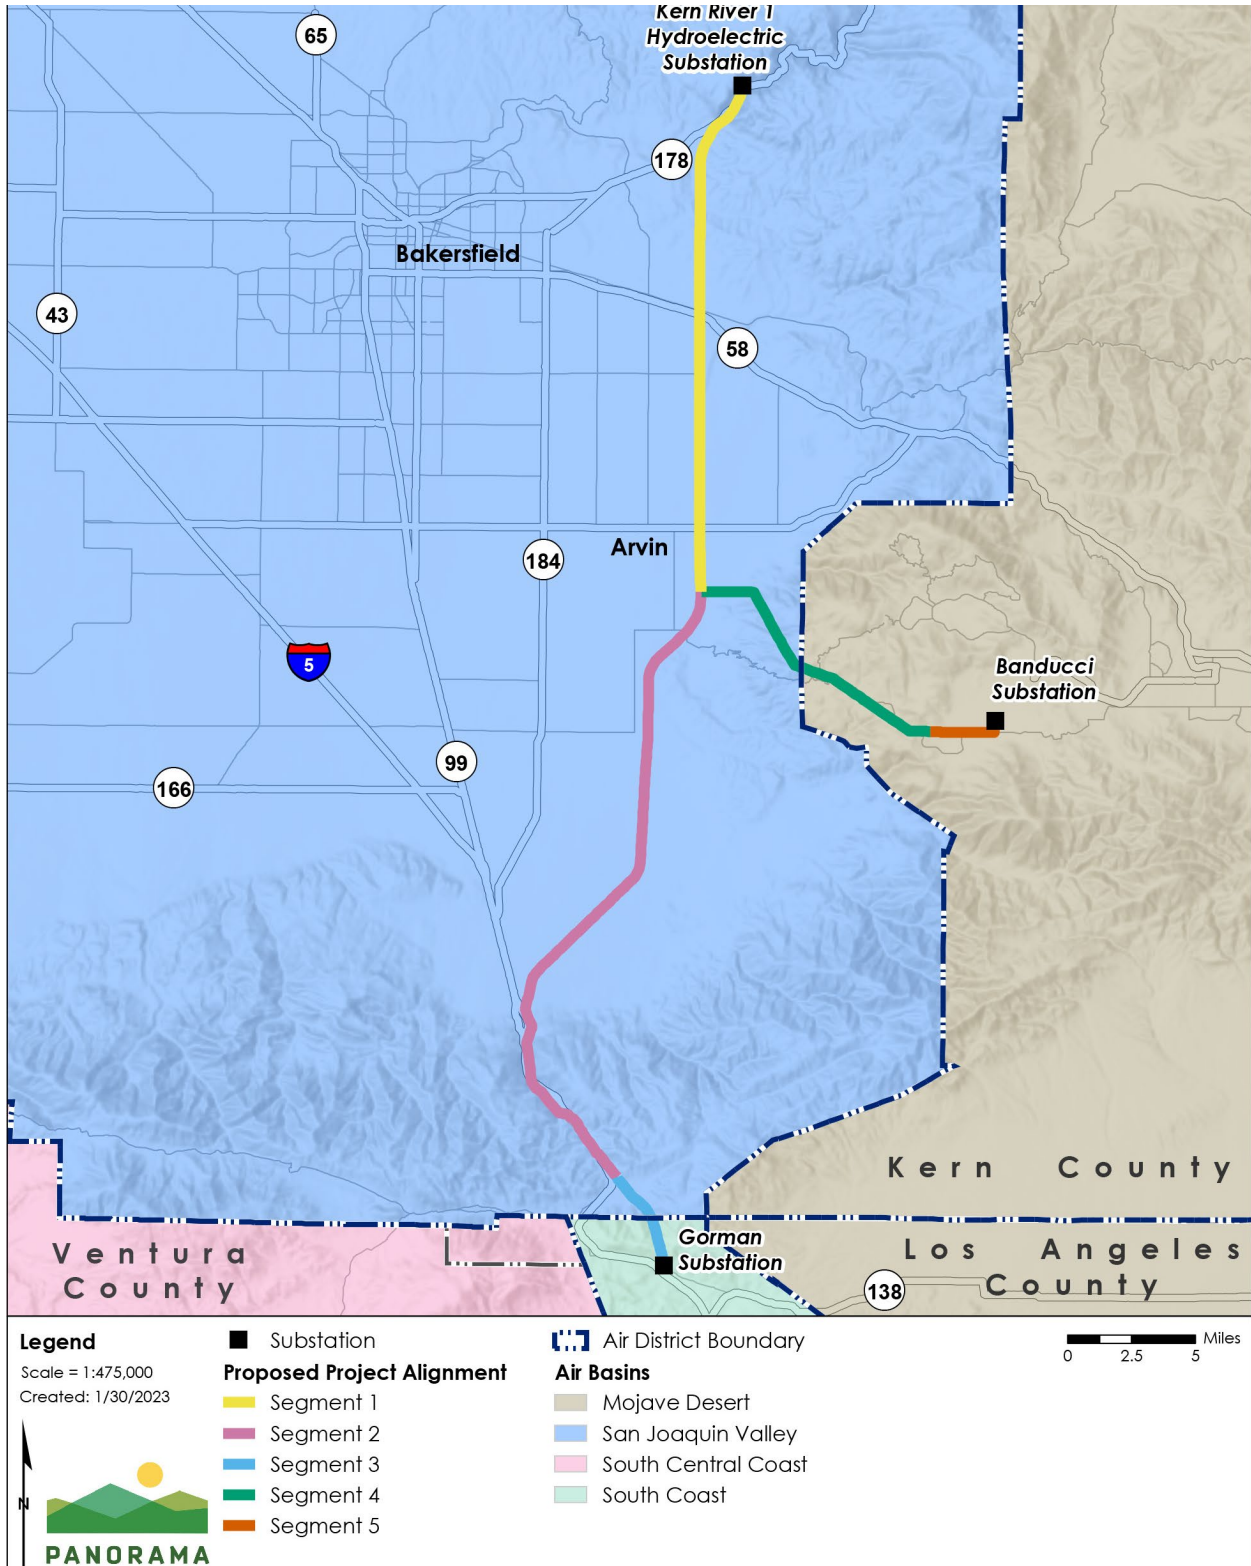 Kern River 1
Hydroelectric
Substation
65
178
Bakersfield
43
58
Arvin
184
5
Banducci
Substation
99
166
Kern County
Ventura
County
Gorman
Substation
Los Angeles
County
138
Legend
Scale = 1:475,000
Created: 1/30/2023
N
PANORAMA
Substation
Proposed Project Alignment
Segment 1
Segment 2
Segment 3
Segment 4
Segment 5
Air District Boundary
Air Basins
Mojave Desert
San Joaquin Valley
South Central Coast
South Coast
Miles
0 2.5 5